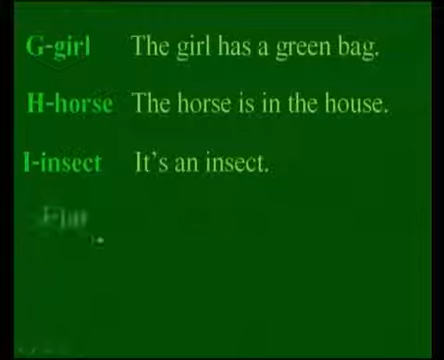 G-girl The girl has a green bag.
H-horse The horse is in the house.
I-insect It's an insect.